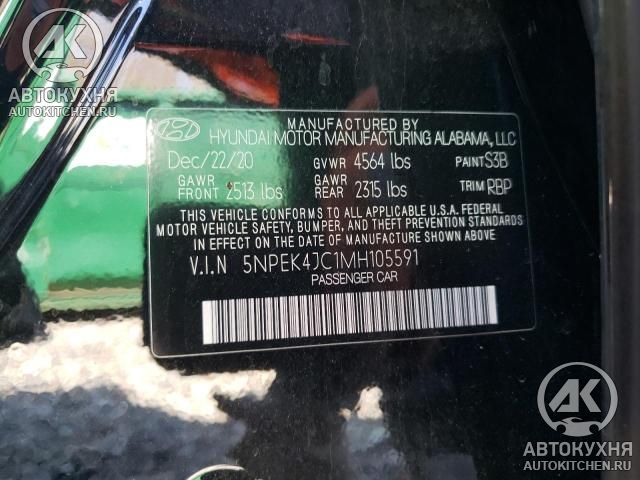 АВТОКУХНЯ
AUTOKITCHEN.RU
MANUFACTURED BY
HYUNDAI MOTOR MANUFACTURING ALABAMA, LLC
Dec/22/20 GVWR 4564 lbs PAINT S3B
GAWR FRONT 2513 lbs GAWR REAR 2315 lbs TRIM RBP
THIS VEHICLE CONFORMS TO ALL APPLICABLE U.S.A. FEDERAL
MOTOR VEHICLE SAFETY, BUMPER, AND THEFT PREVENTION STANDARDS
IN EFFECT ON THE DATE OF MANUFACTURE SHOWN ABOVE.
V.I.N 5NPEK4JC1MH105591
PASSENGER CAR
АК
АВТОКУХНЯ
AUTOKITCHEN.RU